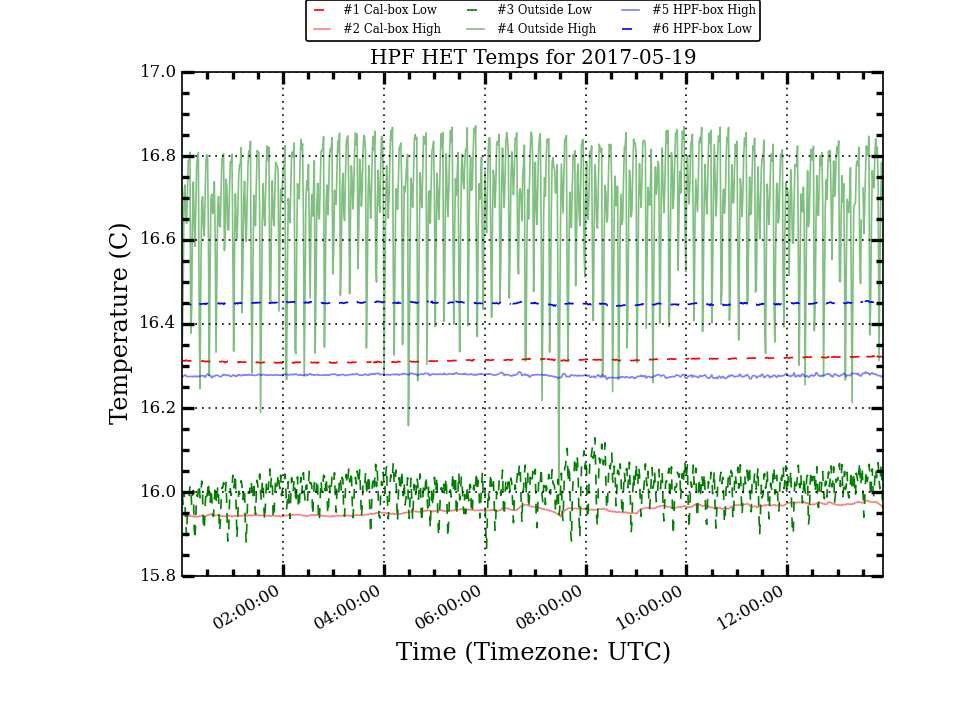 #1 Cal-box Low #3 Outside Low #5 HPF-box High
#2 Cal-box High #4 Outside High #6 HPF-box Low
HPF HET Temps for 2017-05-19
17.0
16.8
16.6
16.4
16.2
16.0
15.8
Temperature (C)
02:00:00 04:00:00 06:00:00 08:00:00 10:00:00 12:00:00
Time (Timezone: UTC)